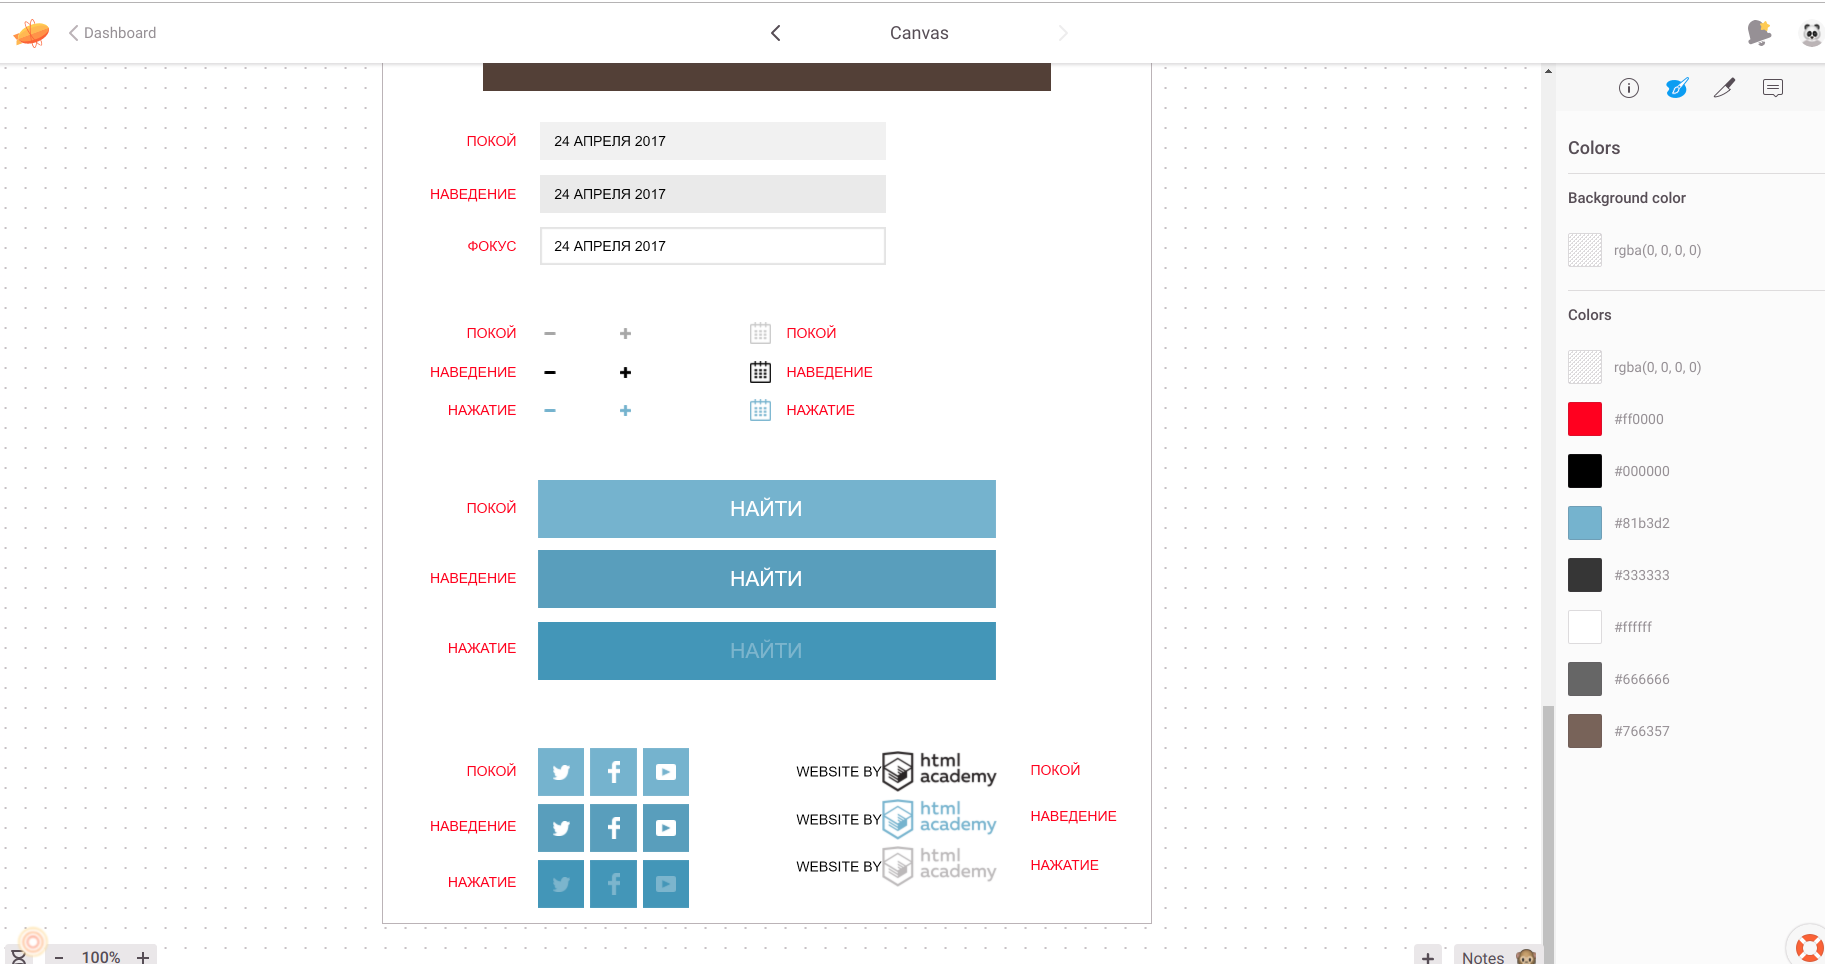 Dashboard
Canvas
ПОКОЙ 24 АПРЕЛЯ 2017
НАВЕДЕНИЕ 24 АПРЕЛЯ 2017
ФОКУС 24 АПРЕЛЯ 2017
ПОКОЙ ПОКОЙ
НАВЕДЕНИЕ НАВЕДЕНИЕ
НАЖАТИЕ НАЖАТИЕ
ПОКОЙ НАЙТИ
НАВЕДЕНИЕ НАЙТИ
НАЖАТИЕ НАЙТИ
ПОКОЙ
НАВЕДЕНИЕ
НАЖАТИЕ
WEBSITE BY html academy ПОКОЙ
WEBSITE BY html academy НАВЕДЕНИЕ
WEBSITE BY html academy НАЖАТИЕ
Colors
Background color
rgba(0, 0, 0, 0)
Colors
rgba(0, 0, 0, 0)
#ff0000
#000000
#81b3d2
#333333
#ffffff
#666666
#766357
− 100% +
+ Notes